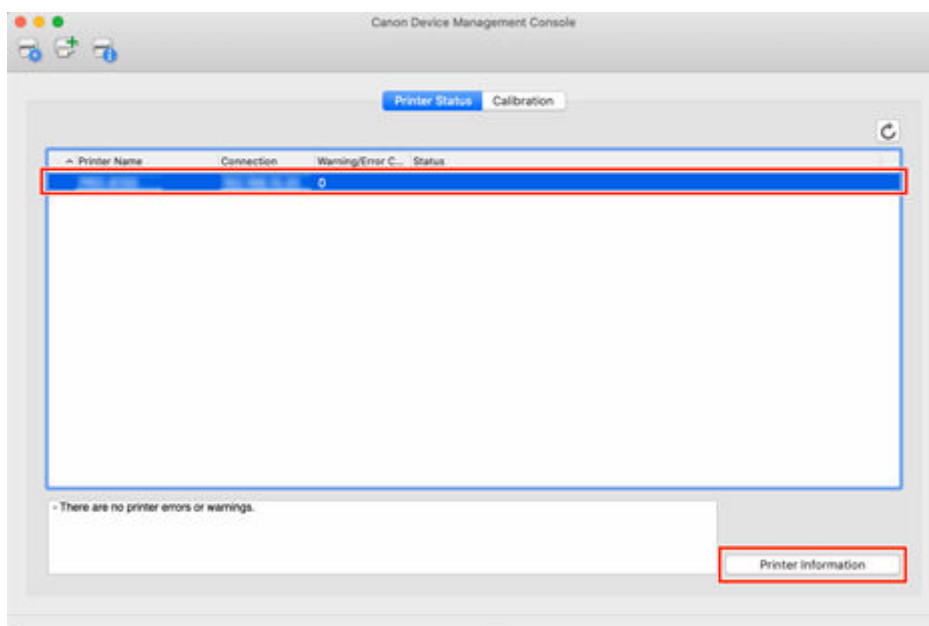 Canon Device Management Console
Printer Status Calibration
Printer Name Connection Warning/Error C... Status
0
- There are no printer errors or warnings.
Printer Information